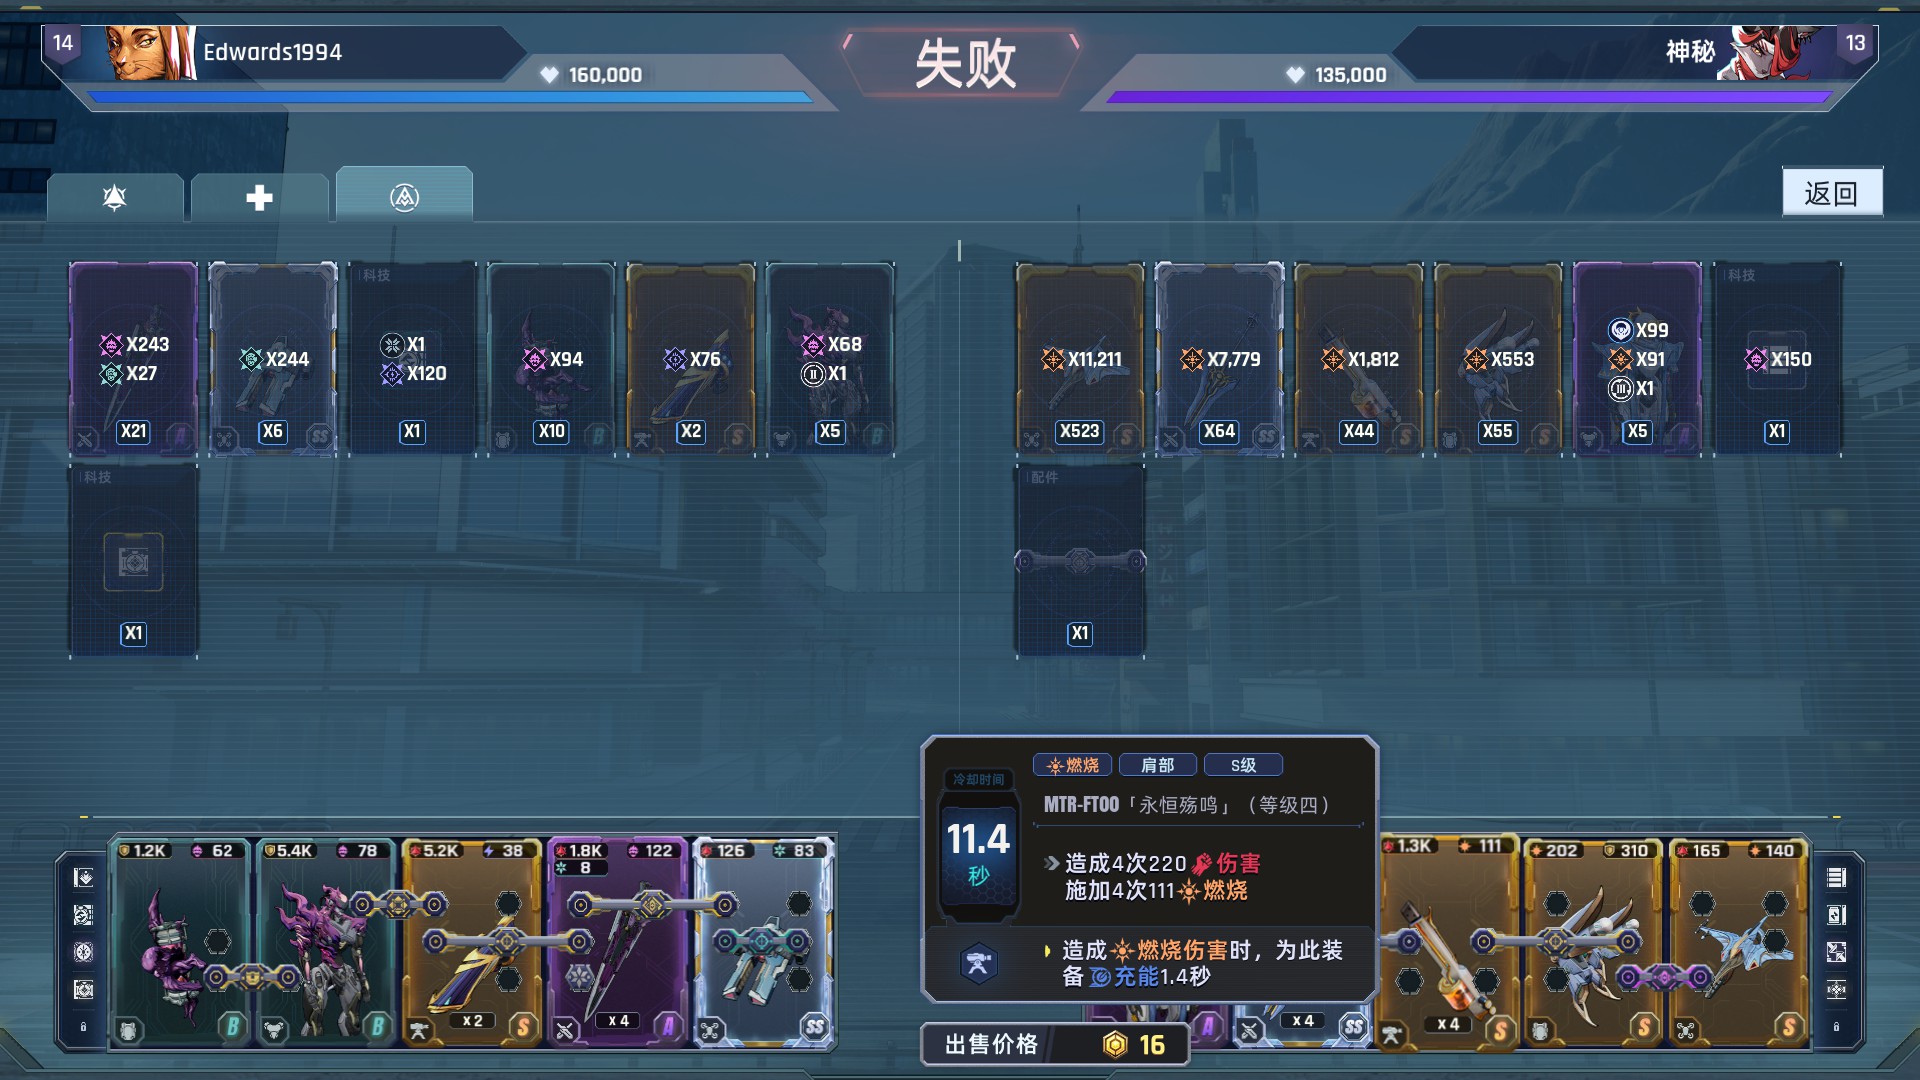 14
Edwards1994
160,000
失败
135,000
神秘
13
返回
X243
X27
X21
A
X244
X6
SS
科技
X1
X120
X1
X94
X10
B
X76
X2
S
X68
X1
X5
B
X11,211
X523
S
X7,779
X64
SS
X1,812
X44
S
X553
X55
S
X99
X91
X1
X5
A
科技
X150
X1
科技
X1
配件
X1
冷却时间
11.4
秒
燃烧
肩部
S级
MTR-FT00「永恒殇鸣」（等级四）
造成4次220伤害
施加4次111燃烧
造成燃烧伤害时，为此装
备充能1.4秒
出售价格
16
1.2K
62
B
5.4K
78
B
5.2K
38
x2
S
1.8K
122
8
x4
A
126
83
SS
A
x4
SS
1.3K
111
x4
S
202
310
S
165
140
S